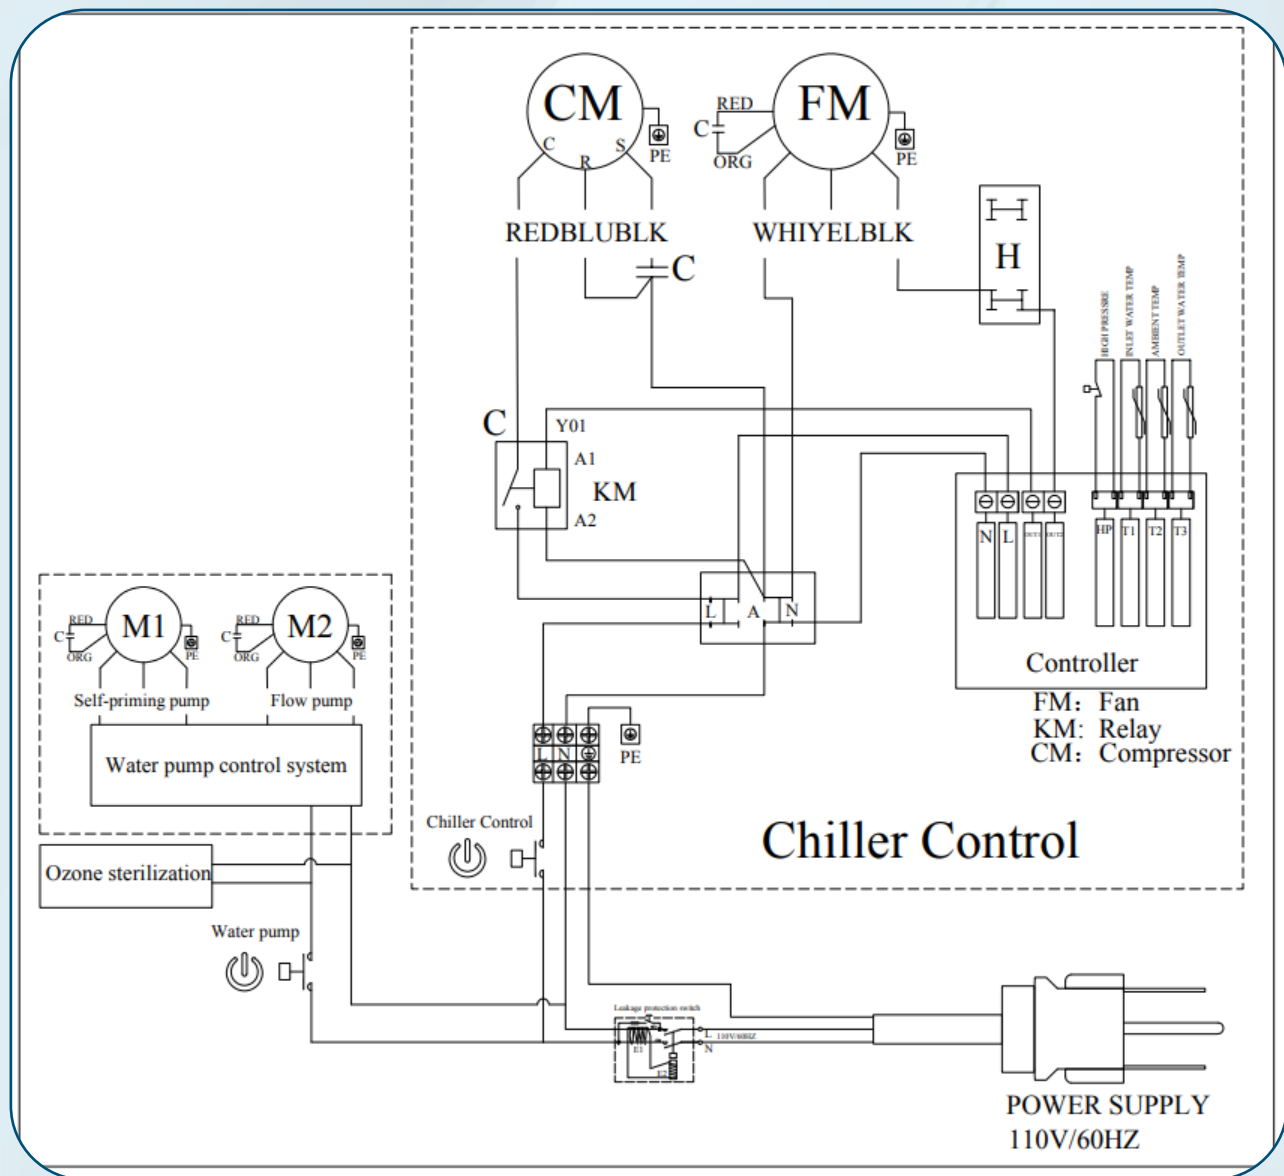 CM
C
R
S
PE
RED
C
ORG
FM
PE
REDBLUBLK
WHIYELBLK
C
H
HIGH PRESSRE
INLET WATER TEMP
AMBIENT TEMP
OUTLET WATER TEMP
C
Y01
A1
KM
A2
N
L
OUT1
OUT2
HP
T1
T2
T3
L
A
N
Controller
FM: Fan
KM: Relay
CM: Compressor
RED
C
ORG
M1
PE
RED
C
ORG
M2
PE
Self-priming pump
Flow pump
Water pump control system
L
N
PE
Chiller Control
Chiller Control
Ozone sterilization
Water pump
Leakage protection switch
E1
E2
L
N
110V/60HZ
POWER SUPPLY
110V/60HZ